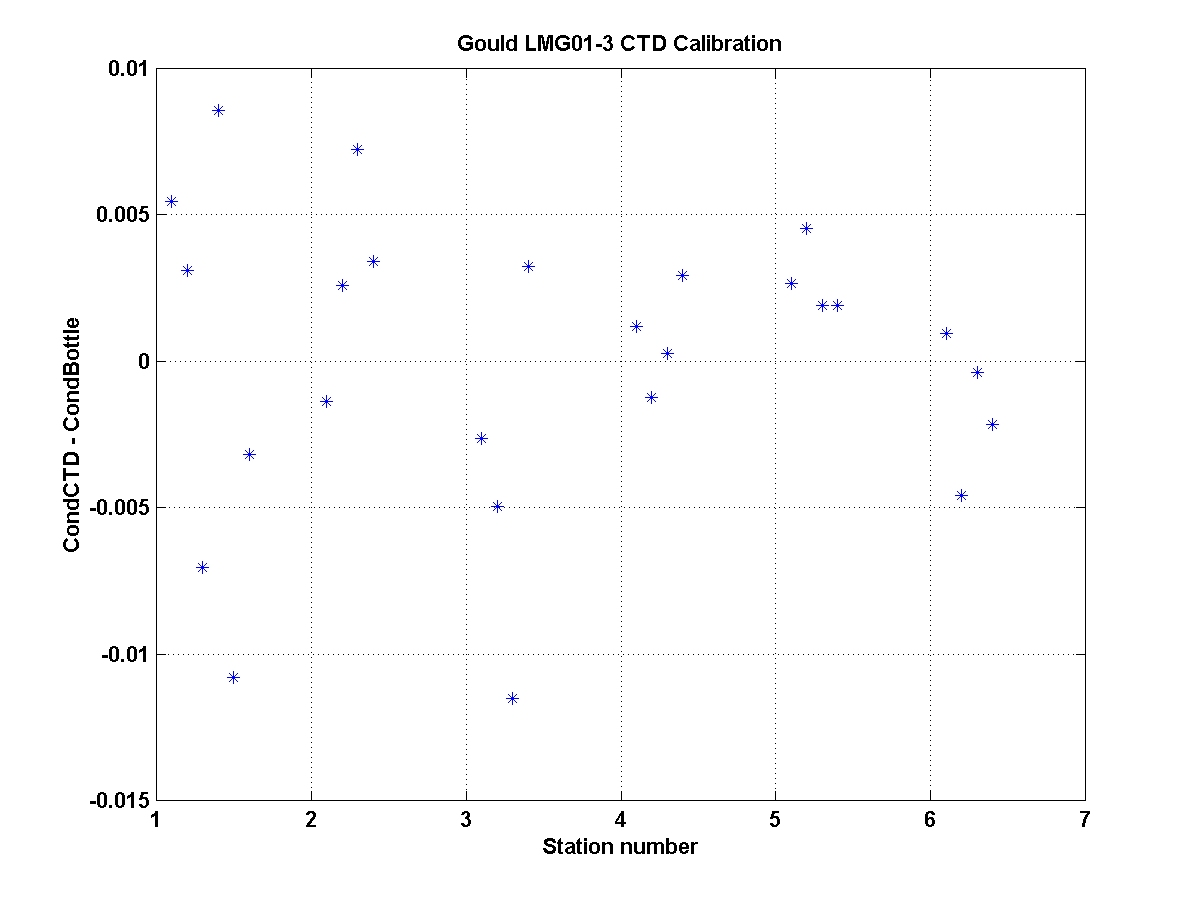 Gould LMG01-3 CTD Calibration
0.01
0.005
0
-0.005
-0.01
-0.015
CondCTD - CondBottle
1 2 3 4 5 6 7
Station number